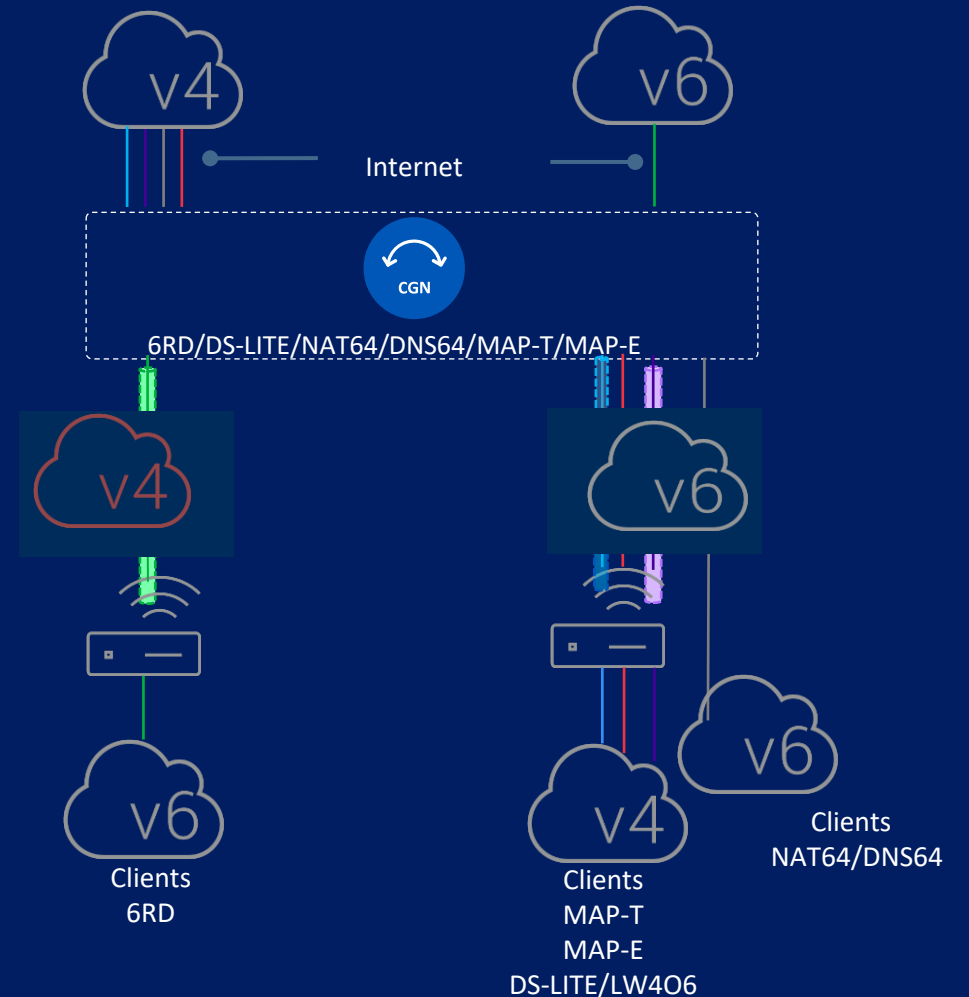 v4
v6
Internet
CGN
6RD/DS-LITE/NAT64/DNS64/MAP-T/MAP-E
v4
v6
v6
v6
v4
Clients
NAT64/DNS64
Clients
6RD
Clients
MAP-T
MAP-E
DS-LITE/LW4O6